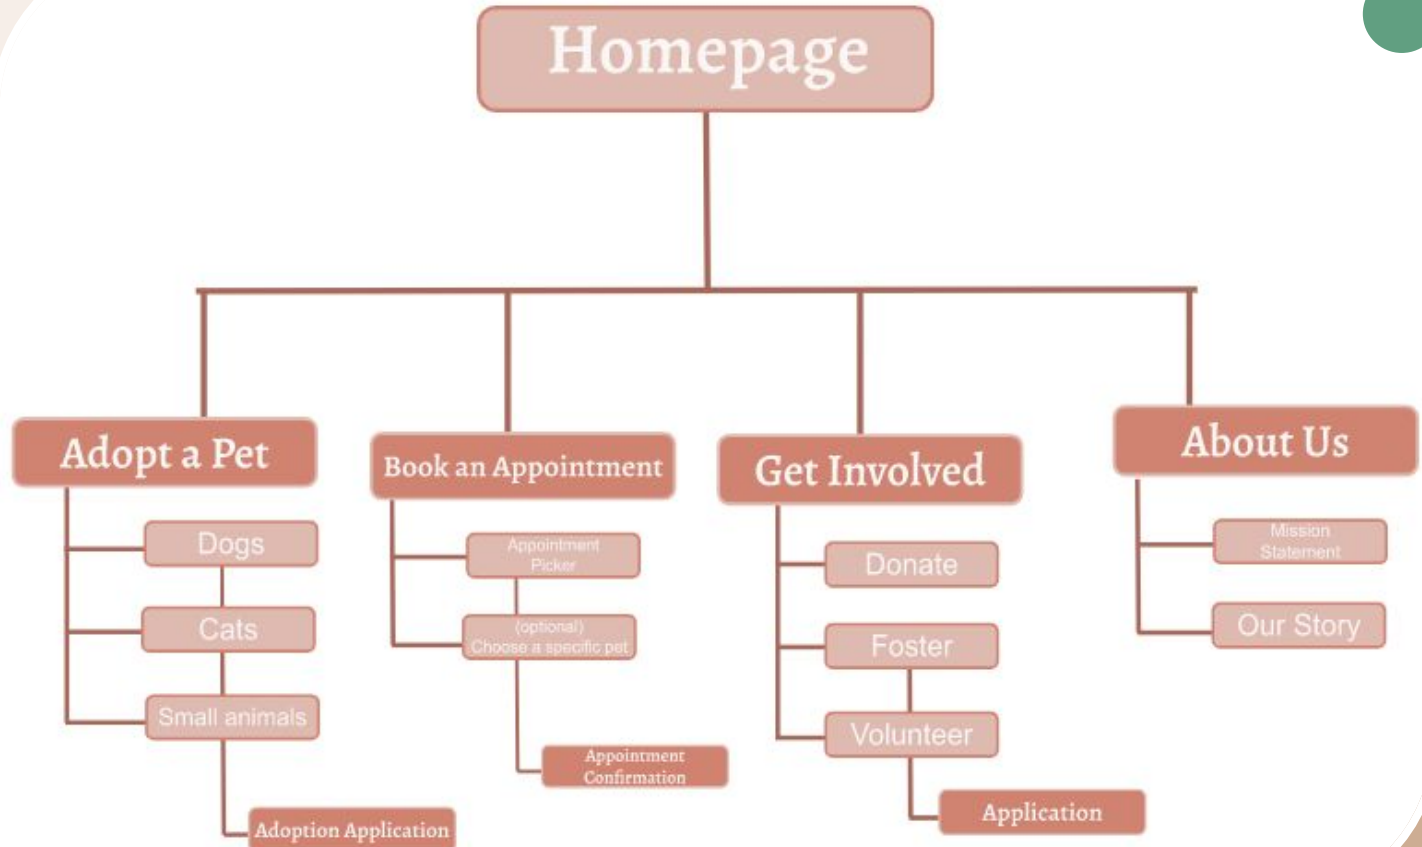 Homepage
Adopt a Pet
Dogs
Cats
Small animals
Adoption Application
Book an Appointment
Appointment
Picker
(optional)
Choose a specific pet
Appointment
Confirmation
Get Involved
Donate
Foster
Volunteer
Application
About Us
Mission
Statement
Our Story